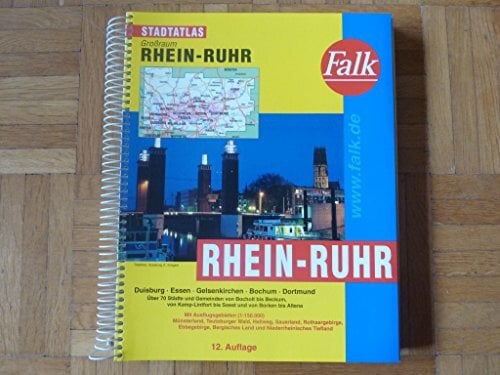 STADTATLAS
Großraum
RHEIN-RUHR
Falk
www.falk.de
RHEIN-RUHR
Duisburg · Essen · Gelsenkirchen · Bochum · Dortmund
Über 70 Städte und Gemeinden von Bocholt bis Beckum,
von Kamp-Lintfort bis Soest und von Borken bis Altena
Mit Ausflugsgebieten (1:150.000)
Münsterland, Teutoburger Wald, Hellweg, Sauerland, Rothaargebirge,
Ebbegebirge, Bergisches Land und Niederrheinisches Tiefland
12. Auflage